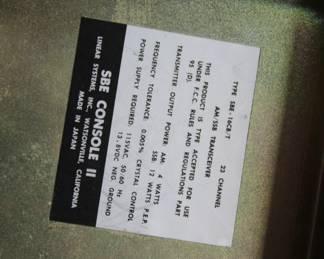 TYPE SBE-16CB/T 23 CHANNEL
AM/SSB TRANSCEIVER
THIS PRODUCT IS TYPE ACCEPTED FOR USE
UNDER F.C.C. RULES AND REGULATIONS PART
95 (D).
TRANSMITTER OUTPUT POWER: AM: 4 WATTS
SSB: 12 WATTS P.E.P.
FREQUENCY TOLERANCE: 0.005% CRYSTAL CONTROL
POWER SUPPLY REQUIRED: 115VAC, 50/60 Hz
13.8VDC NEG. GROUND
SBE CONSOLE II
LINEAR SYSTEMS, INC., WATSONVILLE, CALIFORNIA
MADE IN JAPAN